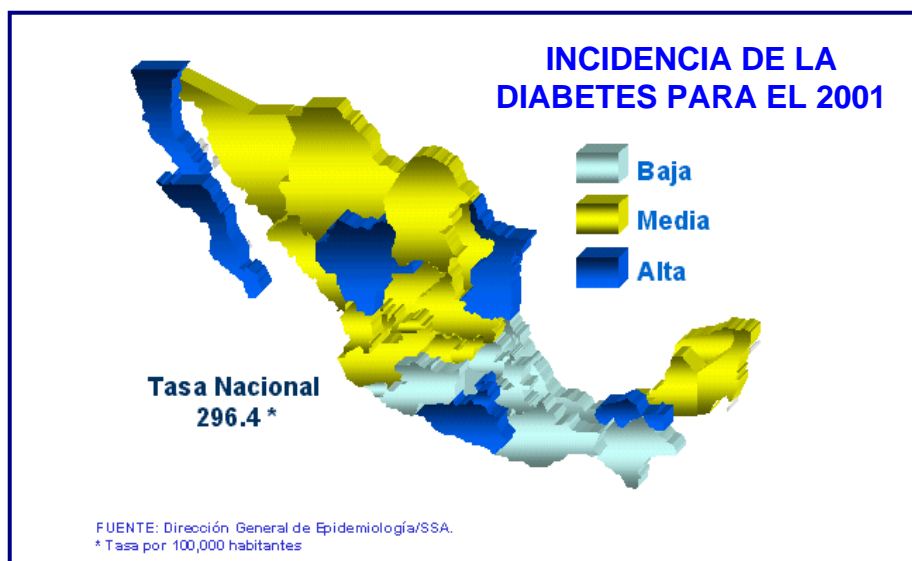 INCIDENCIA DE LA
DIABETES PARA EL 2001
Baja
Media
Alta
Tasa Nacional
296.4 *
FUENTE: Dirección General de Epidemiología/SSA.
* Tasa por 100,000 habitantes